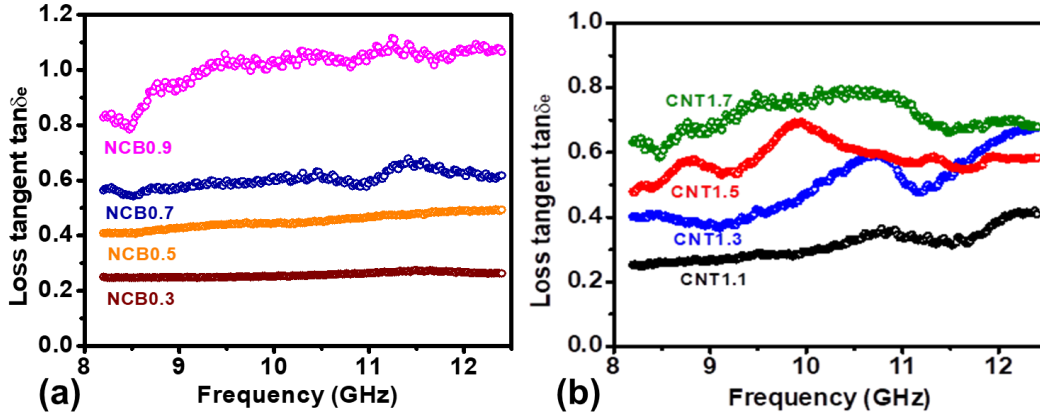 1.2
1.0
0.8
0.6
0.4
0.2
0.0
Loss tangent tanδe
NCB0.9
NCB0.7
NCB0.5
NCB0.3
8 9 10 11 12
Frequency (GHz)
(a)
1.0
0.8
0.6
0.4
0.2
0.0
Loss tangent tanδe
CNT1.7
CNT1.5
CNT1.3
CNT1.1
8 9 10 11 12
Frequency (GHz)
(b)